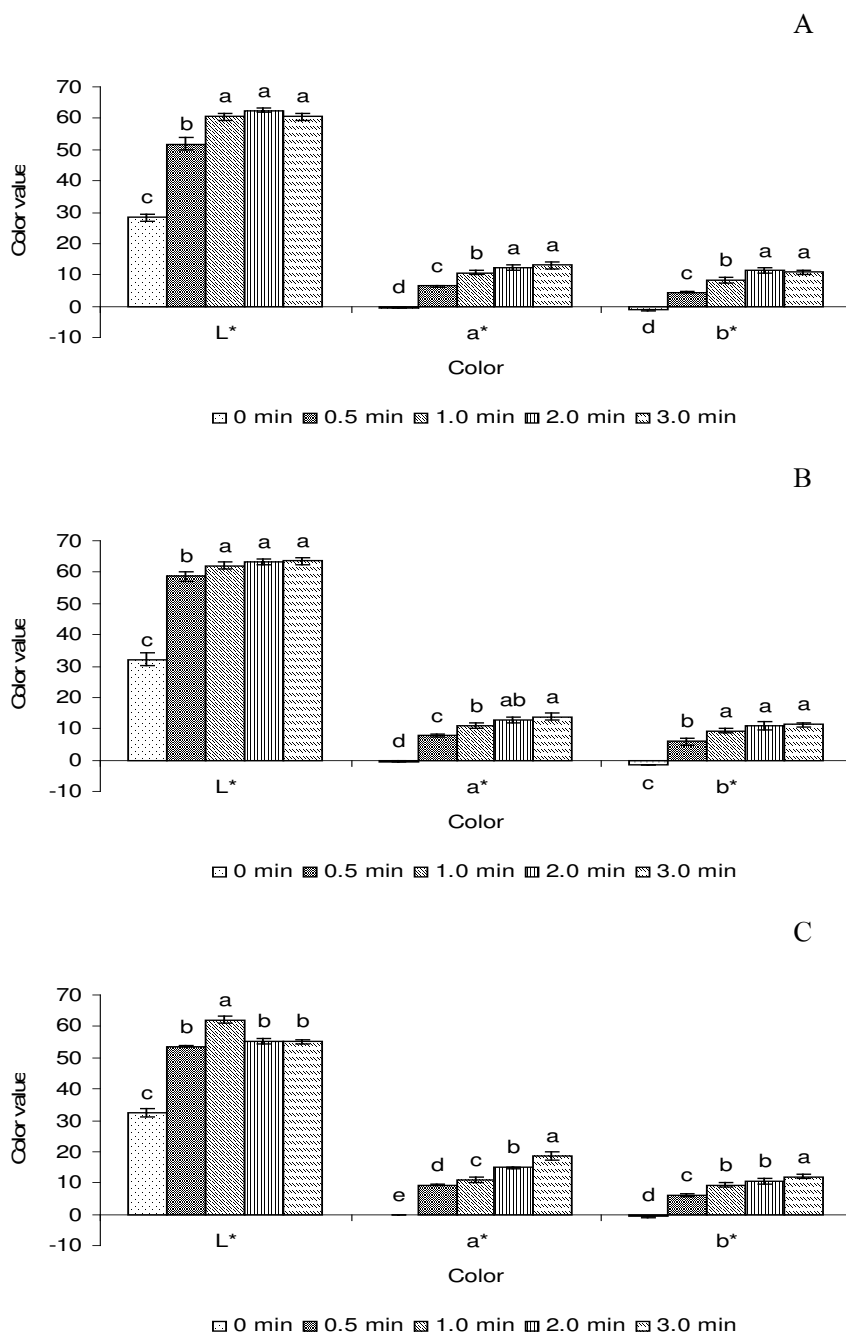 A
70
60
50
40
30
20
10
0
-10
Color value
c b a a a
d c b a a
d c b a a
L* a* b*
Color
0 min 0.5 min 1.0 min 2.0 min 3.0 min
B
70
60
50
40
30
20
10
0
-10
Color value
c b a a a
d c b ab a
c b a a a
L* a* b*
Color
0 min 0.5 min 1.0 min 2.0 min 3.0 min
C
70
60
50
40
30
20
10
0
-10
Color value
c b a b b
e d c b a
d c b b a
L* a* b*
Color
0 min 0.5 min 1.0 min 2.0 min 3.0 min